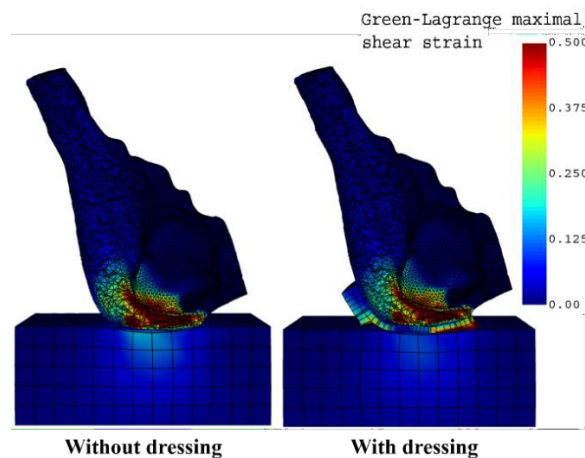 Green-Lagrange maximal
shear strain
0.500
0.375
0.250
0.125
0.00
Without dressing
With dressing